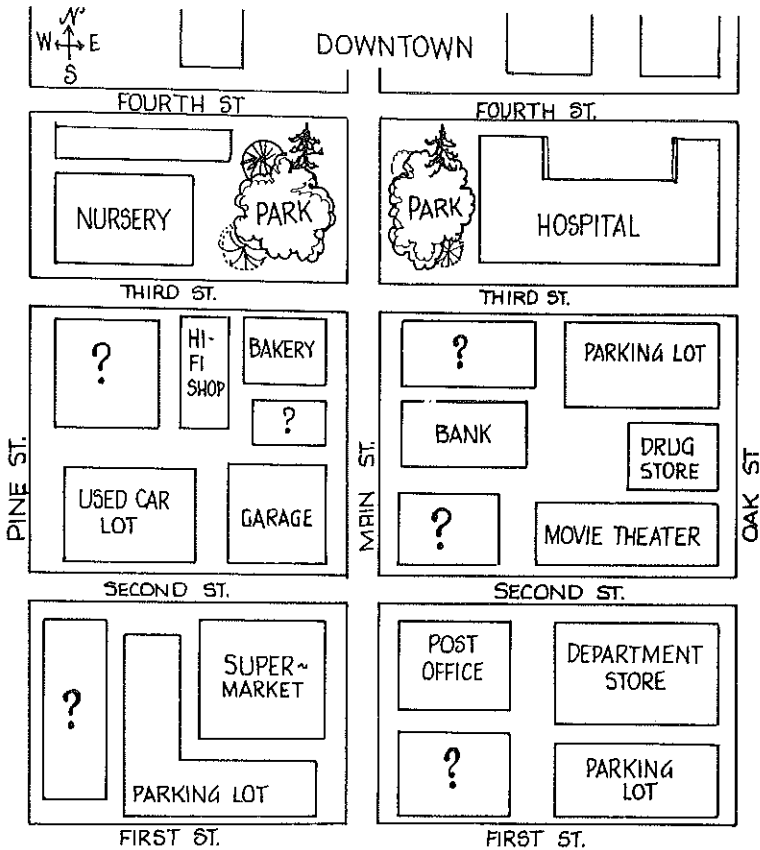 N
W E
S
DOWNTOWN
FOURTH ST
FOURTH ST.
NURSERY
PARK
PARK
HOSPITAL
THIRD ST.
THIRD ST.
?
HI-
FI
SHOP
BAKERY
?
?
PARKING LOT
BANK
DRUG
STORE
PINE ST.
USED CAR
LOT
GARAGE
MAIN ST.
?
MOVIE THEATER
OAK ST
SECOND ST.
SECOND ST.
?
SUPER~
MARKET
PARKING LOT
POST
OFFICE
DEPARTMENT
STORE
?
PARKING
LOT
FIRST ST.
FIRST ST.